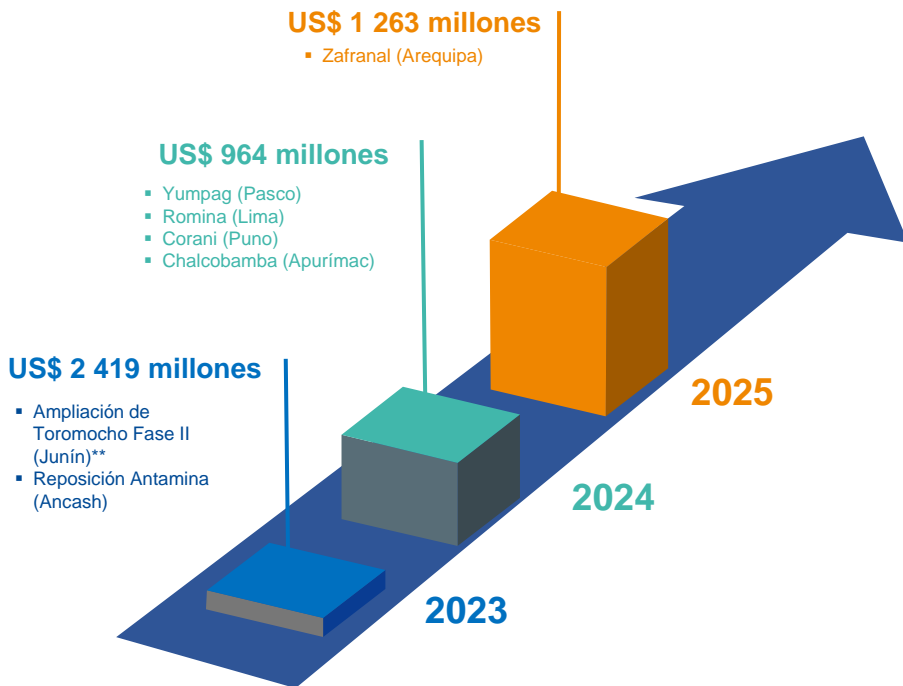 US$ 1 263 millones
▪ Zafranal (Arequipa)
US$ 964 millones
▪ Yumpag (Pasco)
▪ Romina (Lima)
▪ Corani (Puno)
▪ Chalcobamba (Apurímac)
US$ 2 419 millones
▪ Ampliación de
Toromocho Fase II
(Junín)**
▪ Reposición Antamina
(Ancash)
2025
2024
2023